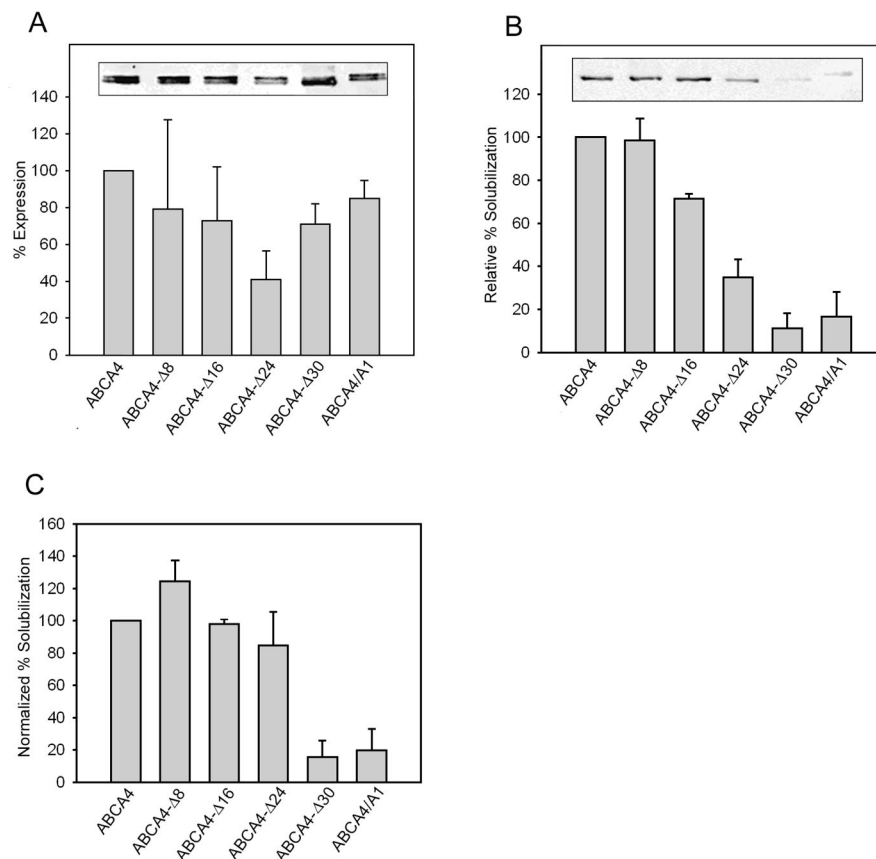 A
% Expression
140
120
100
80
60
40
20
0
ABCA4
ABCA4-Δ8
ABCA4-Δ16
ABCA4-Δ24
ABCA4-Δ30
ABCA4/A1
B
Relative % Solubilization
120
100
80
60
40
20
0
ABCA4
ABCA4-Δ8
ABCA4-Δ16
ABCA4-Δ24
ABCA4-Δ30
ABCA4/A1
C
Normalized % Solubilization
160
140
120
100
80
60
40
20
0
ABCA4
ABCA4-Δ8
ABCA4-Δ16
ABCA4-Δ24
ABCA4-Δ30
ABCA4/A1